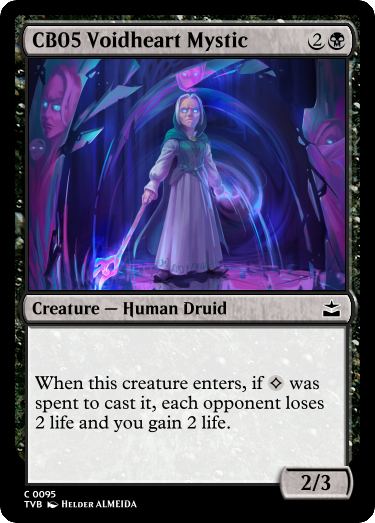 CB05 Voidheart Mystic 2
Creature — Human Druid
When this creature enters, if was
spent to cast it, each opponent loses
2 life and you gain 2 life.
2/3
C 0095
TVB Helder ALMEIDA